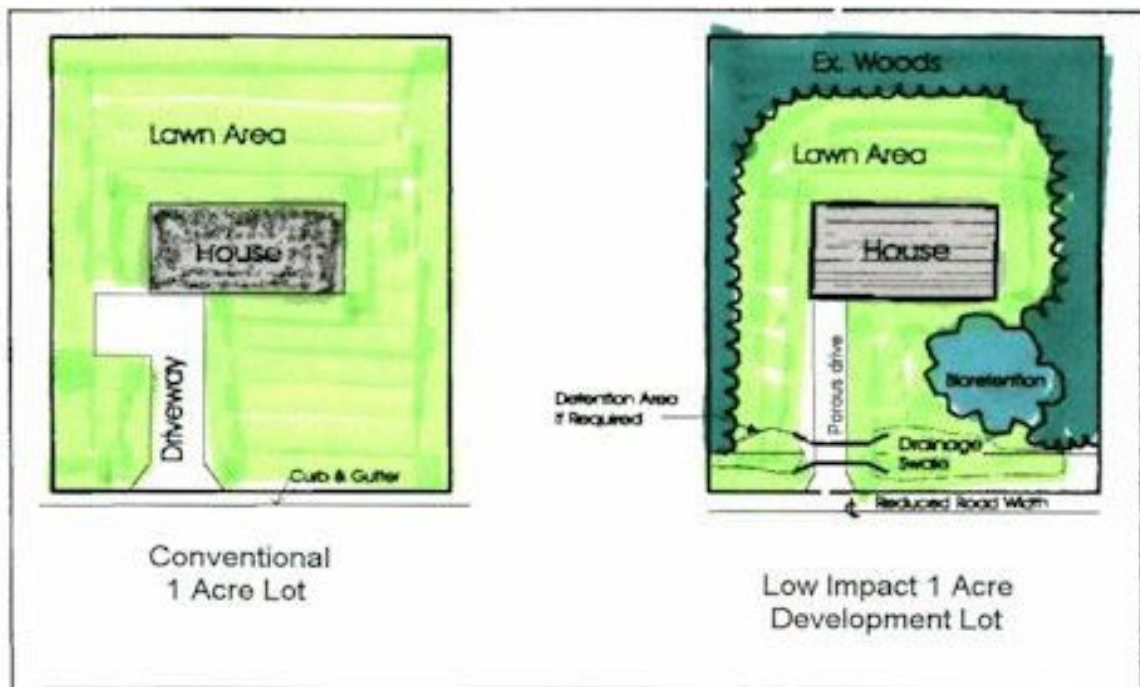 Lawn Area
House
Driveway
Curb & Gutter
Conventional
1 Acre Lot
Ex. Woods
Lawn Area
House
Porous drive
Bioretention
Detention Area
If Required
Drainage
Swale
℄ Reduced Road Width
Low Impact 1 Acre
Development Lot